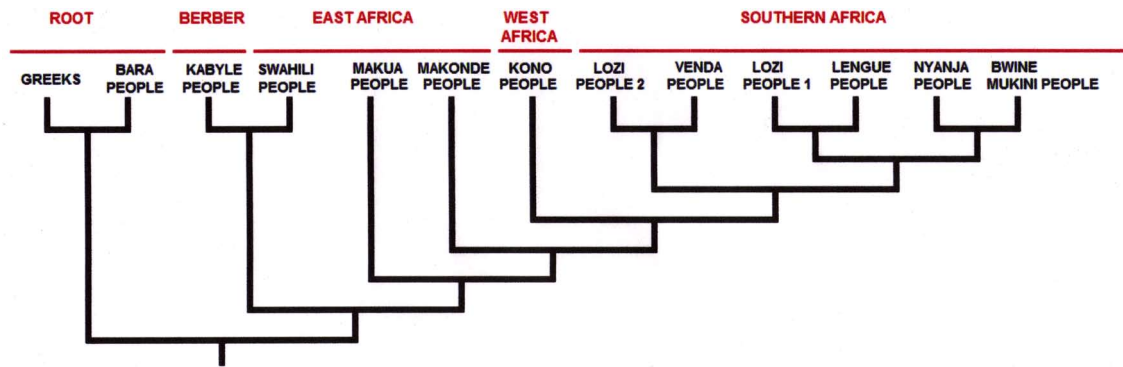 ROOT
BERBER
EAST AFRICA
WEST
AFRICA
SOUTHERN AFRICA
GREEKS
BARA
PEOPLE
KABYLE
PEOPLE
SWAHILI
PEOPLE
MAKUA
PEOPLE
MAKONDE
PEOPLE
KONO
PEOPLE
LOZI
PEOPLE 2
VENDA
PEOPLE
LOZI
PEOPLE 1
LENGUE
PEOPLE
NYANJA
PEOPLE
BWINE
MUKINI PEOPLE